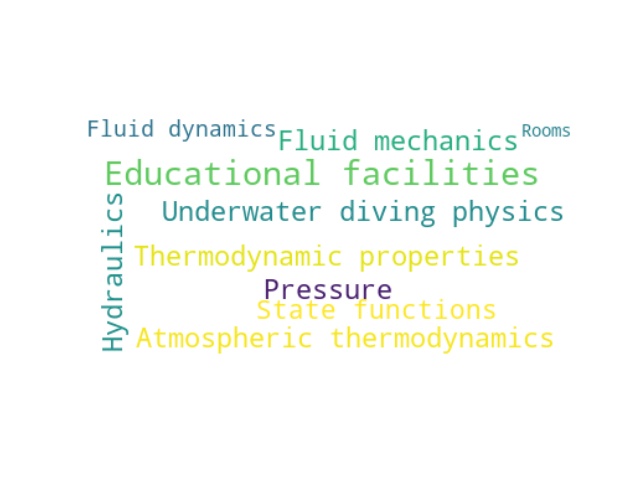 Fluid dynamics
Fluid mechanics
Rooms
Educational facilities
Hydraulics
Underwater diving physics
Thermodynamic properties
Pressure
State functions
Atmospheric thermodynamics